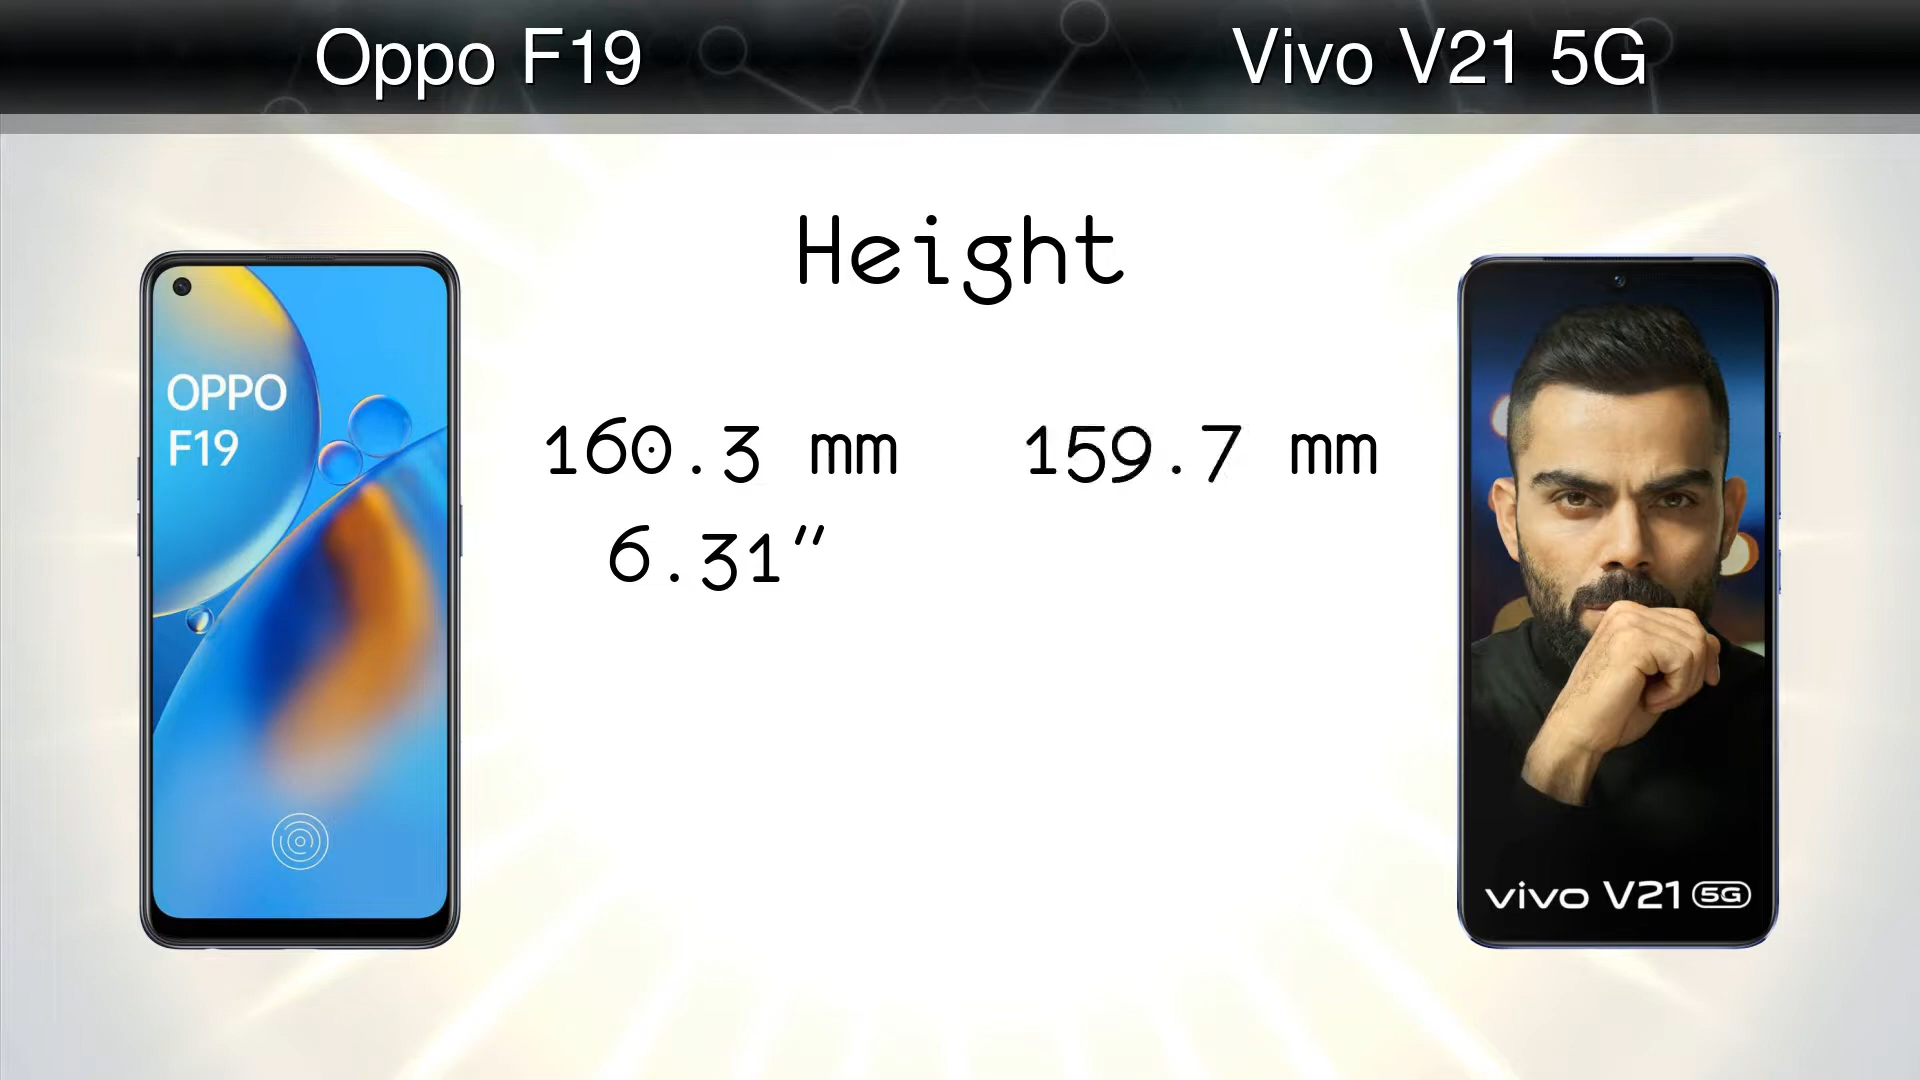 Oppo F19
Vivo V21 5G
Height
160.3 mm
159.7 mm
6.31"
OPPO
F19
vivo V21 5G